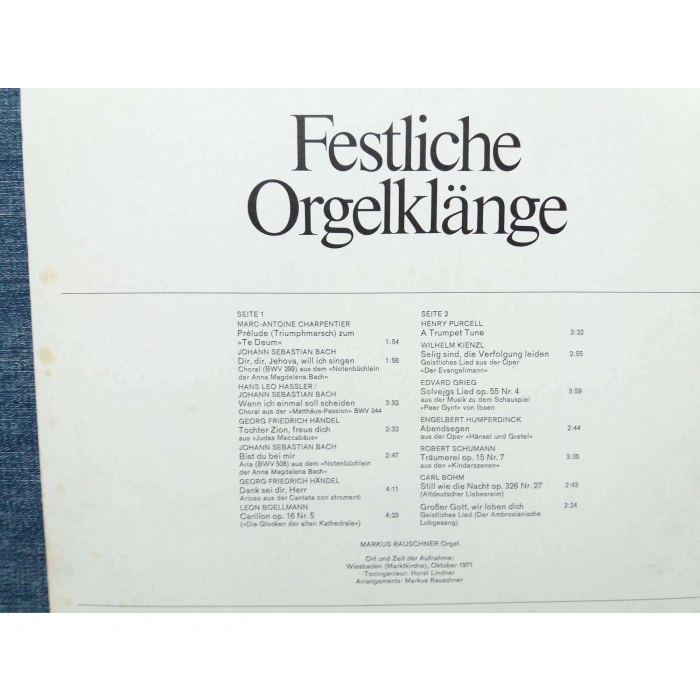 Festliche
Orgelklänge
SEITE 1
MARC-ANTOINE CHARPENTIER
Prélude (Triumphmarsch) zum
»Te Deum« 1:54
JOHANN SEBASTIAN BACH
Dir, dir, Jehova, will ich singen 1:56
Choral (BWV 299) aus dem »Notenbüchlein
der Anna Magdalena Bach«
HANS LEO HASSLER /
JOHANN SEBASTIAN BACH
Wenn ich einmal soll scheiden 3:32
Choral aus der »Matthäus-Passion« BWV 244
GEORG FRIEDRICH HÄNDEL
Tochter Zion, freue dich 2:32
aus »Judas Maccabäus«
JOHANN SEBASTIAN BACH
Bist du bei mir 2:47
Aria (BWV 508) aus dem »Notenbüchlein
der Anna Magdalena Bach«
GEORG FRIEDRICH HÄNDEL
Dank sei dir, Herr 4:11
Arioso aus der Cantata con stromenti
LEON BOELLMANN
Carillon op. 16 Nr. 5 4:23
(»Die Glocken der alten Kathedrale«)
SEITE 2
HENRY PURCELL
A Trumpet Tune 3:32
WILHELM KIENZL
Selig sind, die Verfolgung leiden 2:55
Geistliches Lied aus der Oper
»Der Evangelimann«
EDVARD GRIEG
Solvejgs Lied op. 55 Nr. 4 3:59
aus der Musik zu dem Schauspiel
»Peer Gynt« von Ibsen
ENGELBERT HUMPERDINCK
Abendsegen 2:44
aus der Oper »Hänsel und Gretel«
ROBERT SCHUMANN
Träumerei op. 15 Nr. 7 3:35
aus den »Kinderszenen«
CARL BOHM
Still wie die Nacht op. 326 Nr. 27 2:43
(Altdeutscher Liebesreim)
Großer Gott, wir loben dich 2:24
Geistliches Lied (Der Ambrosianische
Lobgesang)
MARKUS RAUSCHNER Orgel
Ort und Zeit der Aufnahme:
Wiesbaden (Marktkirche), Oktober 1971
Toningenieur: Horst Lindner
Arrangements: Markus Rauschner